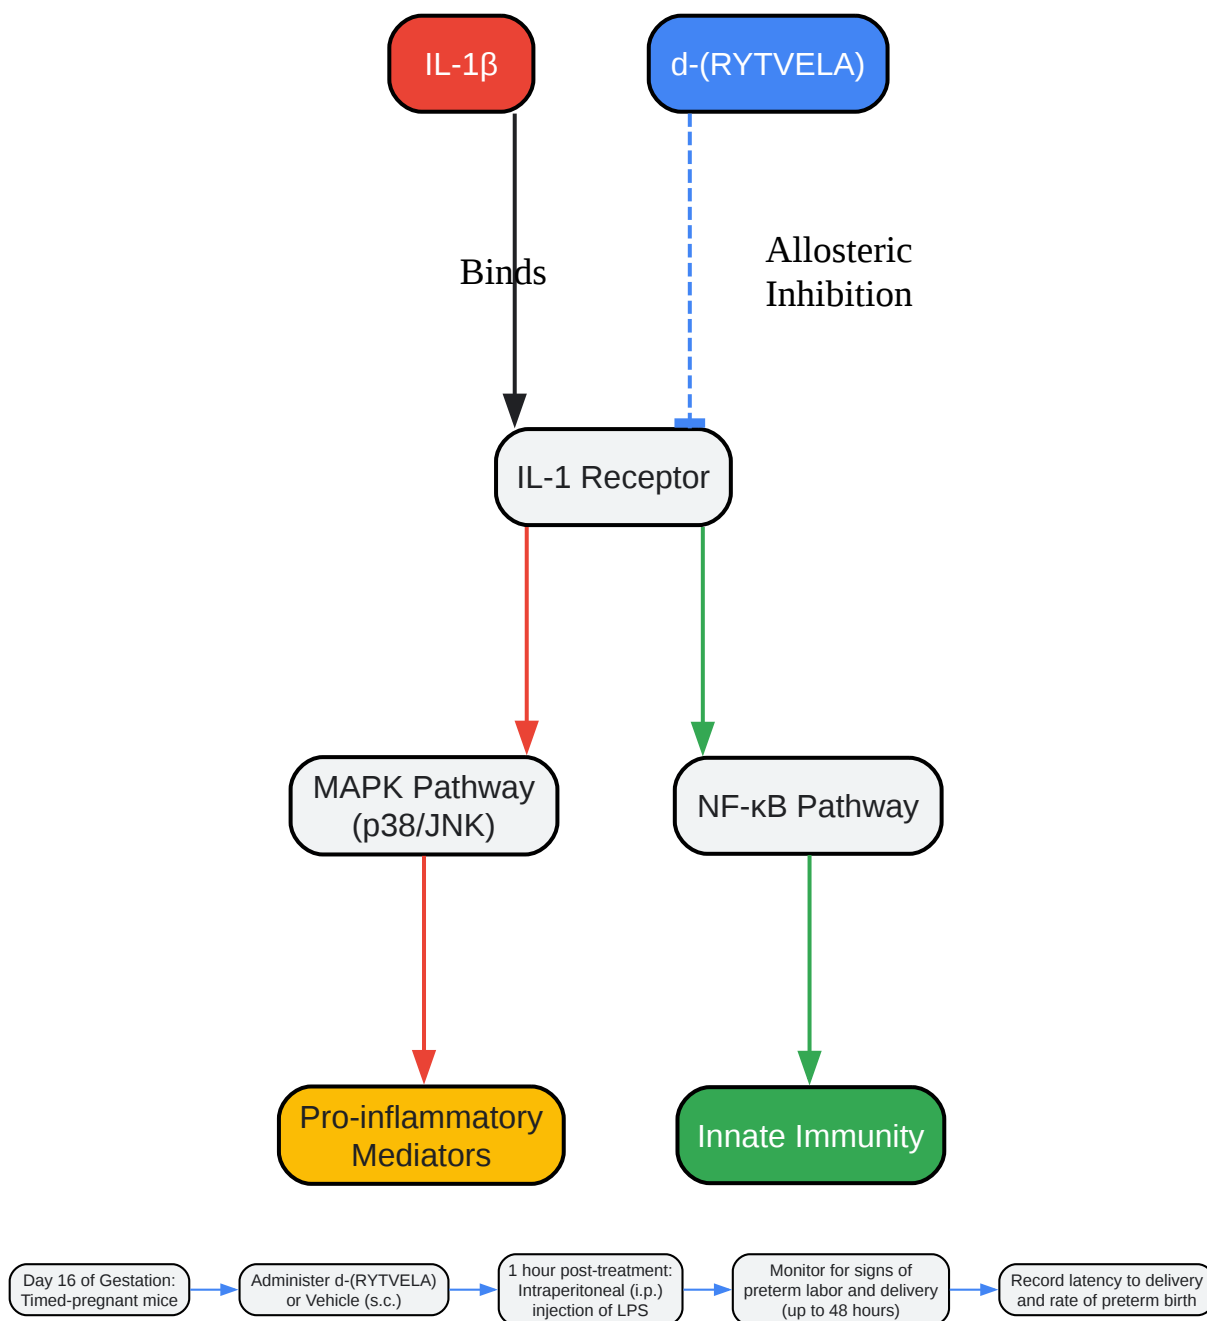 IL-1β
d-(RYTVELA)
Binds
Allosteric
Inhibition
IL-1 Receptor
MAPK Pathway
(p38/JNK)
NF-κB Pathway
Pro-inflammatory
Mediators
Innate Immunity
Day 16 of Gestation:
Timed-pregnant mice
Administer d-(RYTVELA)
or Vehicle (s.c.)
1 hour post-treatment:
Intraperitoneal (i.p.)
injection of LPS
Monitor for signs of
preterm labor and delivery
(up to 48 hours)
Record latency to delivery
and rate of preterm birth